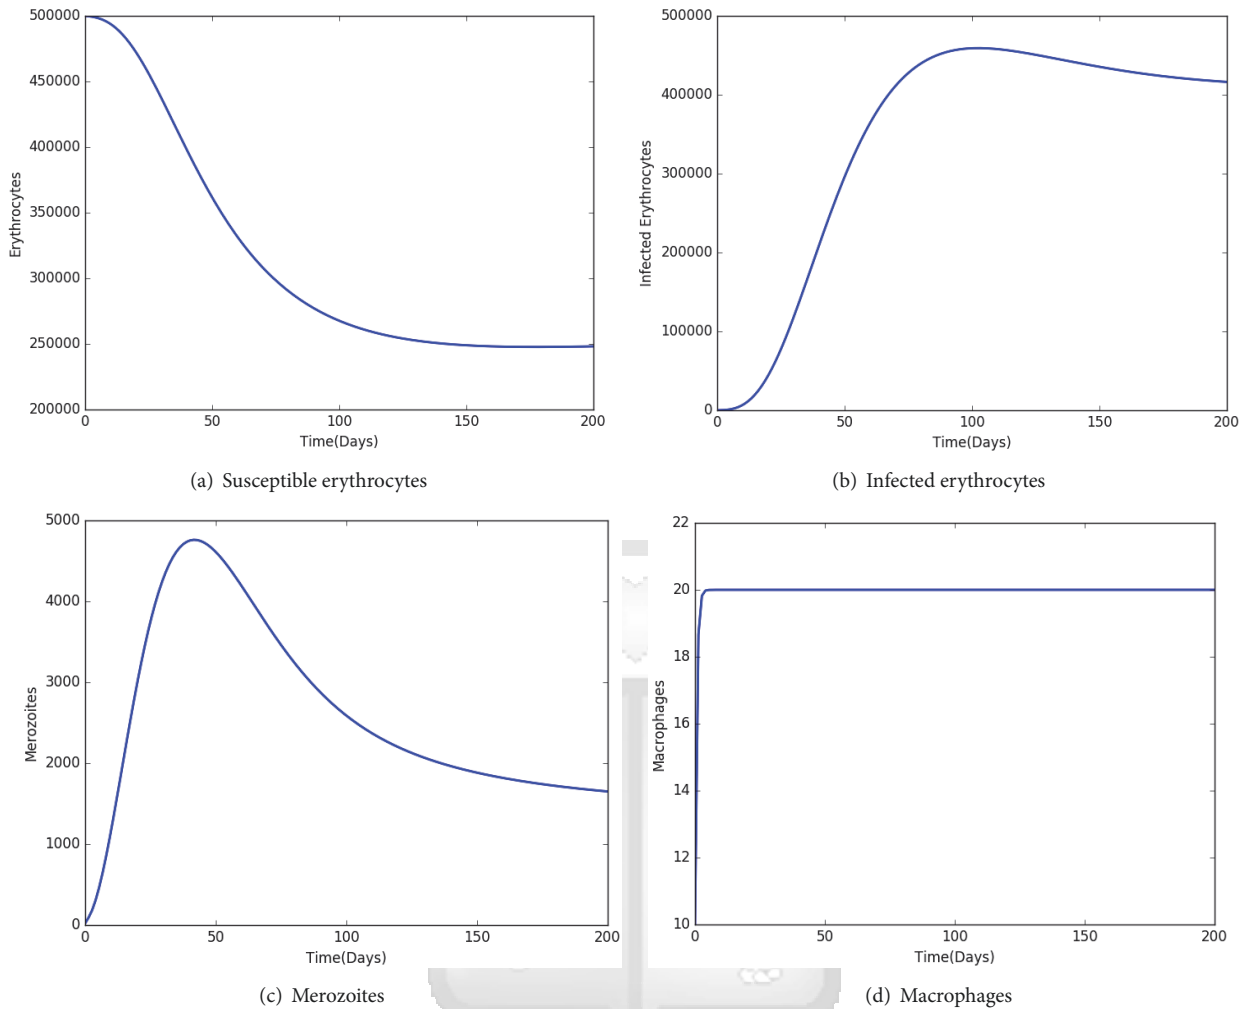 500000
450000
400000
350000
300000
250000
200000
Erythrocytes
0 50 100 150 200
Time(Days)
(a) Susceptible erythrocytes
500000
400000
300000
200000
100000
0
Infected Erythrocytes
0 50 100 150 200
Time(Days)
(b) Infected erythrocytes
5000
4000
3000
2000
1000
0
Merozoites
0 50 100 150 200
Time(Days)
(c) Merozoites
22
20
18
16
14
12
10
Macrophages
0 50 100 150 200
Time(Days)
(d) Macrophages